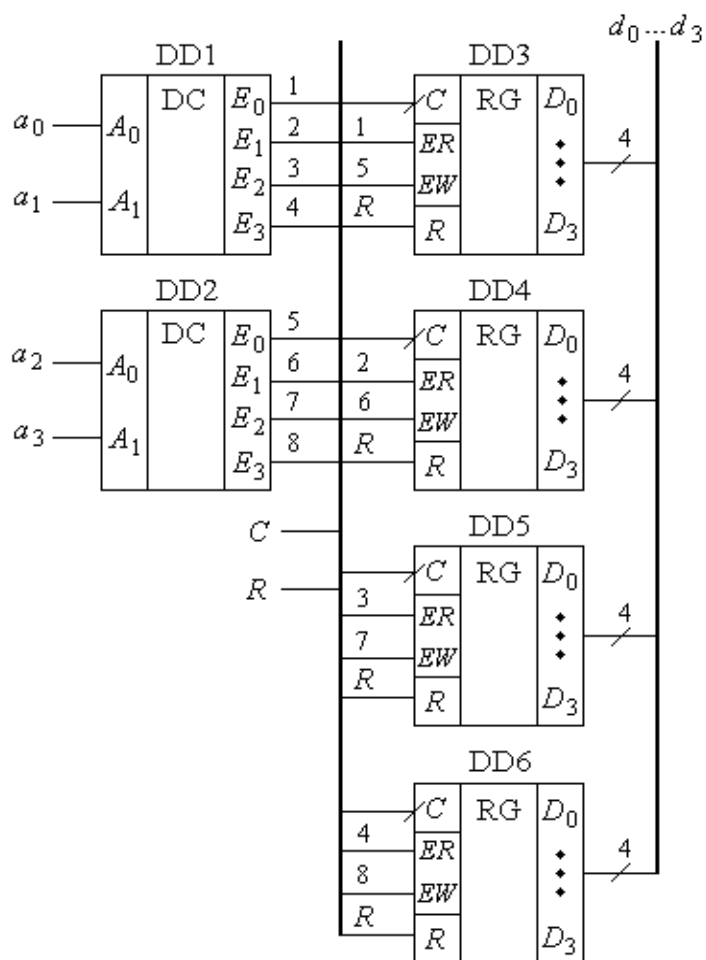 d0 ... d3
DD1
DD3
a0
a1
A0
A1
DC
E0
E1
E2
E3
1
2
3
4
1
5
R
C
ER
EW
R
RG
D0
D3
4
DD2
DD4
a2
a3
A0
A1
DC
E0
E1
E2
E3
5
6
7
8
2
6
R
C
ER
EW
R
RG
D0
D3
4
C
R
DD5
3
7
R
C
ER
EW
R
RG
D0
D3
4
DD6
4
8
R
C
ER
EW
R
RG
D0
D3
4